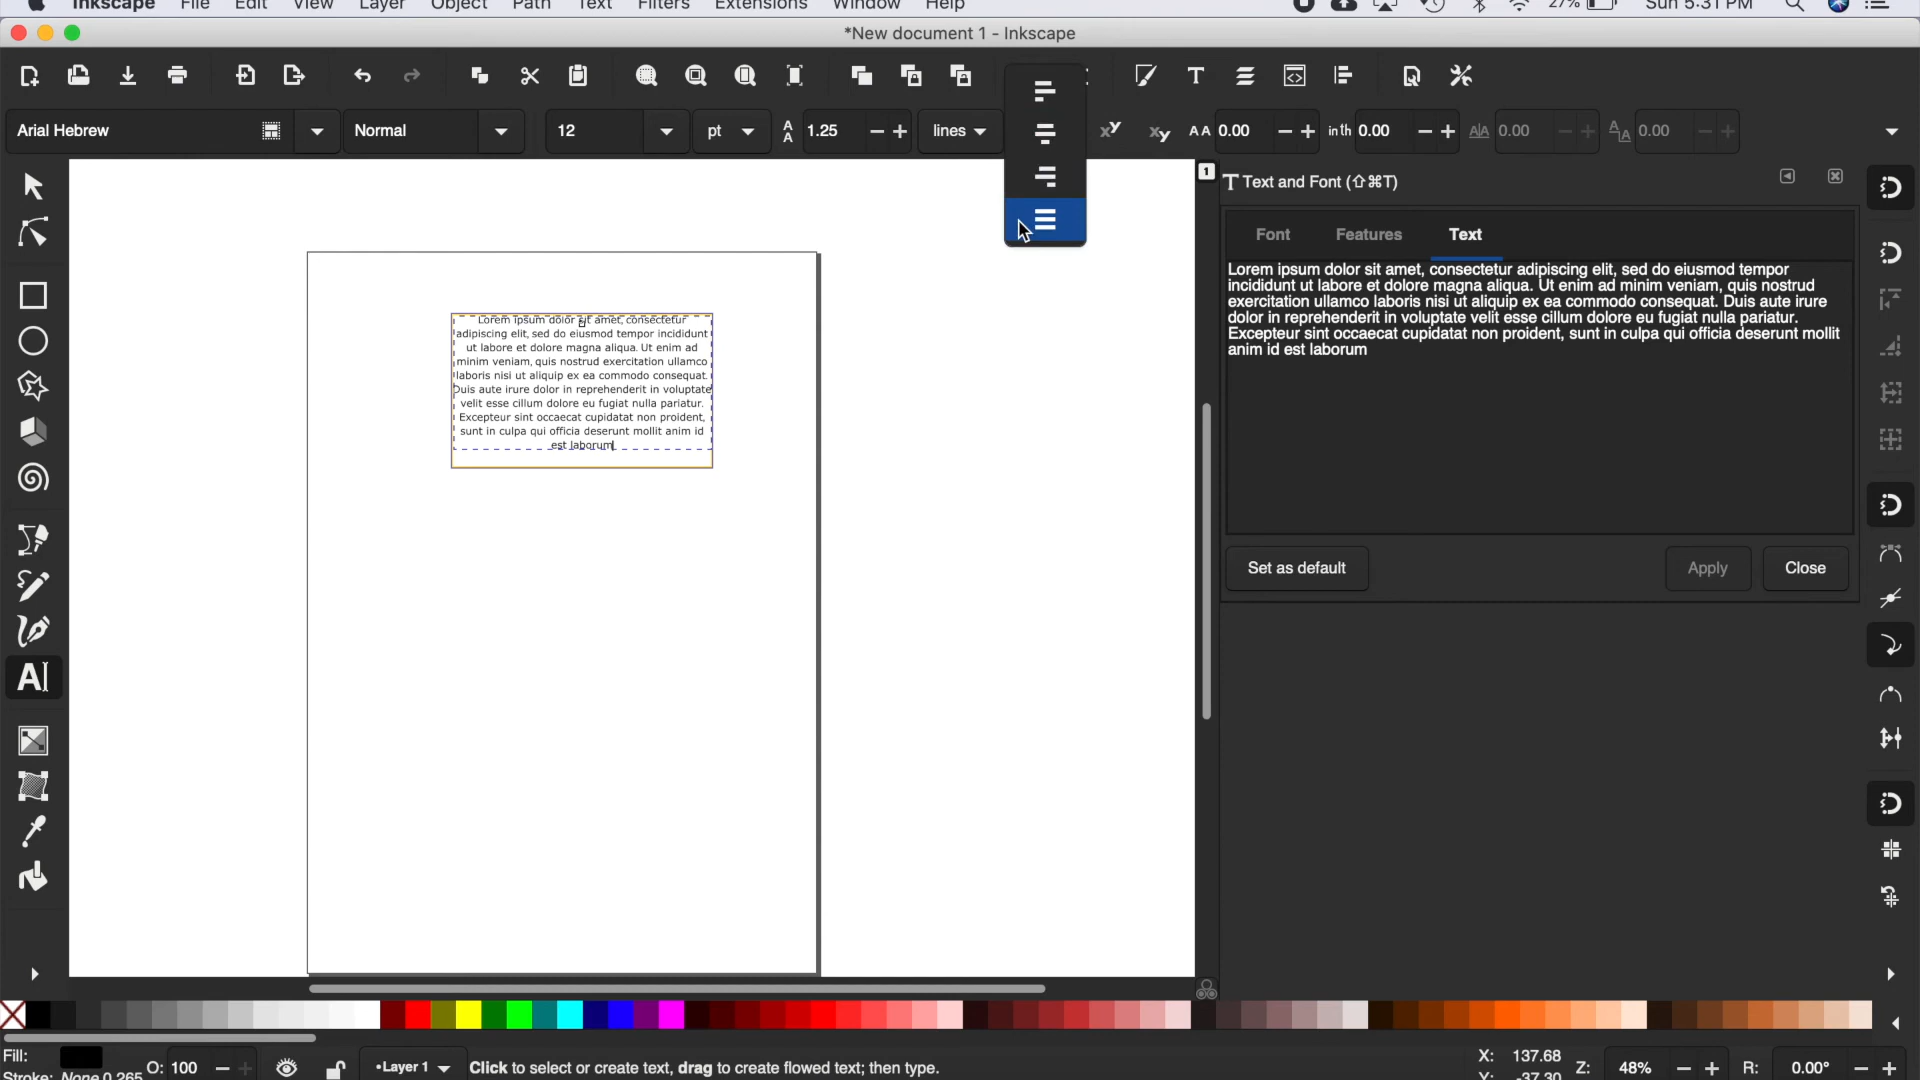 Inkscape File Edit View Layer Object Path Text Filters Extensions Window Help 27% Sun 5:31 PM
*New document 1 - Inkscape
Arial Hebrew Normal 12 pt 1.25 lines 0.00 0.00 0.00 0.00
1
Text and Font (⇧⌘T)
Font Features Text
Lorem ipsum dolor sit amet, consectetur adipiscing elit, sed do eiusmod tempor
incididunt ut labore et dolore magna aliqua. Ut enim ad minim veniam, quis nostrud
exercitation ullamco laboris nisi ut aliquip ex ea commodo consequat. Duis aute irure
dolor in reprehenderit in voluptate velit esse cillum dolore eu fugiat nulla pariatur.
Excepteur sint occaecat cupidatat non proident, sunt in culpa qui officia deserunt mollit
anim id est laborum
Set as default Apply Close
Lorem ipsum dolor sit amet, consectetur
adipiscing elit, sed do eiusmod tempor incididunt
ut labore et dolore magna aliqua. Ut enim ad
minim veniam, quis nostrud exercitation ullamco
laboris nisi ut aliquip ex ea commodo consequat.
Duis aute irure dolor in reprehenderit in voluptate
velit esse cillum dolore eu fugiat nulla pariatur.
Excepteur sint occaecat cupidatat non proident,
sunt in culpa qui officia deserunt mollit anim id
est laborum
Fill: O: 100 •Layer 1 Click to select or create text, drag to create flowed text; then type. X: 137.68 Z: 48% R: 0.00°
Stroke: None 0.265 Y: -37.30